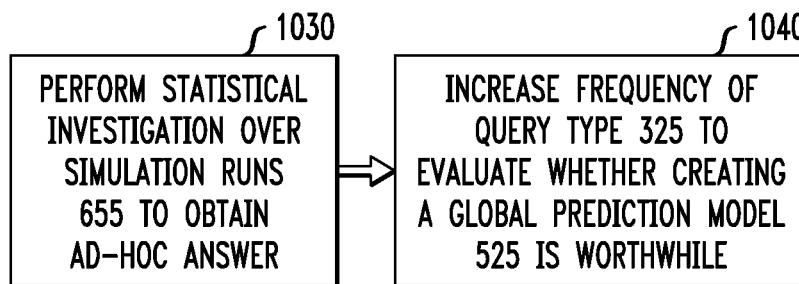 1030
PERFORM STATISTICAL
INVESTIGATION OVER
SIMULATION RUNS
655 TO OBTAIN
AD-HOC ANSWER
1040
INCREASE FREQUENCY OF
QUERY TYPE 325 TO
EVALUATE WHETHER CREATING
A GLOBAL PREDICTION MODEL
525 IS WORTHWHILE